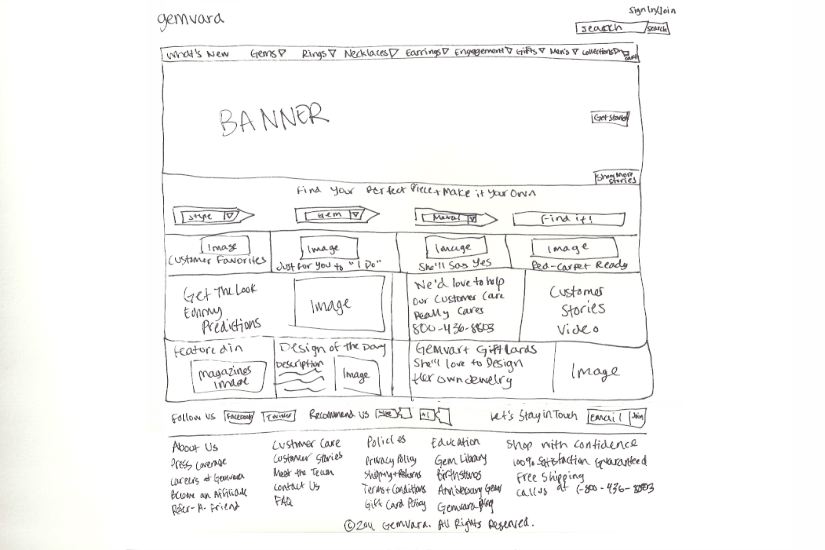 gemvara
Sign In/Join
search
search
What's New Gems Rings Necklaces Earrings Engagement Gifts Men's Collections
BANNER
Get Started
Show More
Stories
Find Your Perfect Piece + Make it Your Own
Style Gem Metal Find it!
Image Image Image Image
Customer Favorites Just for You to "I Do" She'll Say Yes Red-Carpet Ready
Get The Look
Emmy
Predictions
Image
We'd love to help
Our Customer Care
Really Cares
800-436-8803
Customer
Stories
Video
Featured in
magazines
image
Design of The Day
Description
Image
Gemvara Gift Cards
She'll love to Design
Her own Jewelry
Image
Follow Us Facebook Twitter Recommend Us Like +1 Let's Stay in Touch email Join
About Us
Press Coverage
Careers at Gemvara
Become an Affiliate
Refer-A-Friend
Customer Care
Customer Stories
Meet the Team
Contact Us
FAQ
Policies
Privacy Policy
Shipping + Returns
Terms + Conditions
Gift Card Policy
Education
Gem Library
Birthstones
Anniversary Gems
Gemvara Blog
Shop with confidence
100% Satisfaction Guaranteed
Free Shipping
Call us at 1-800-436-8803
©2011 Gemvara. All Rights Reserved.